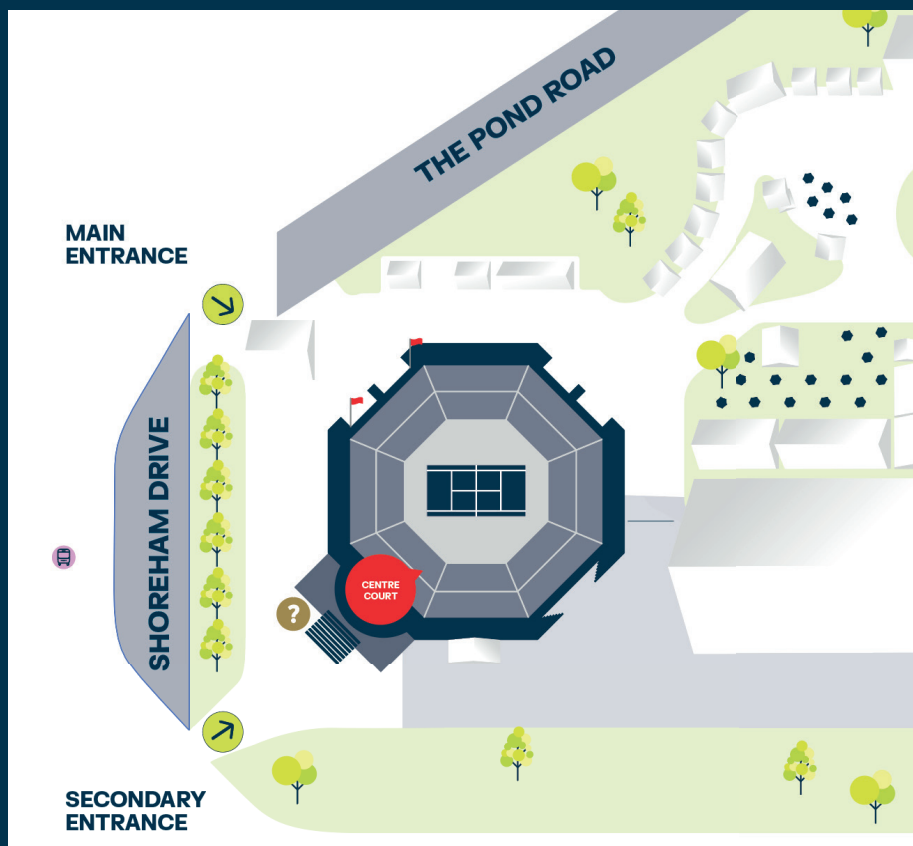 THE POND ROAD
MAIN
ENTRANCE
SHOREHAM DRIVE
CENTRE
COURT
?
SECONDARY
ENTRANCE